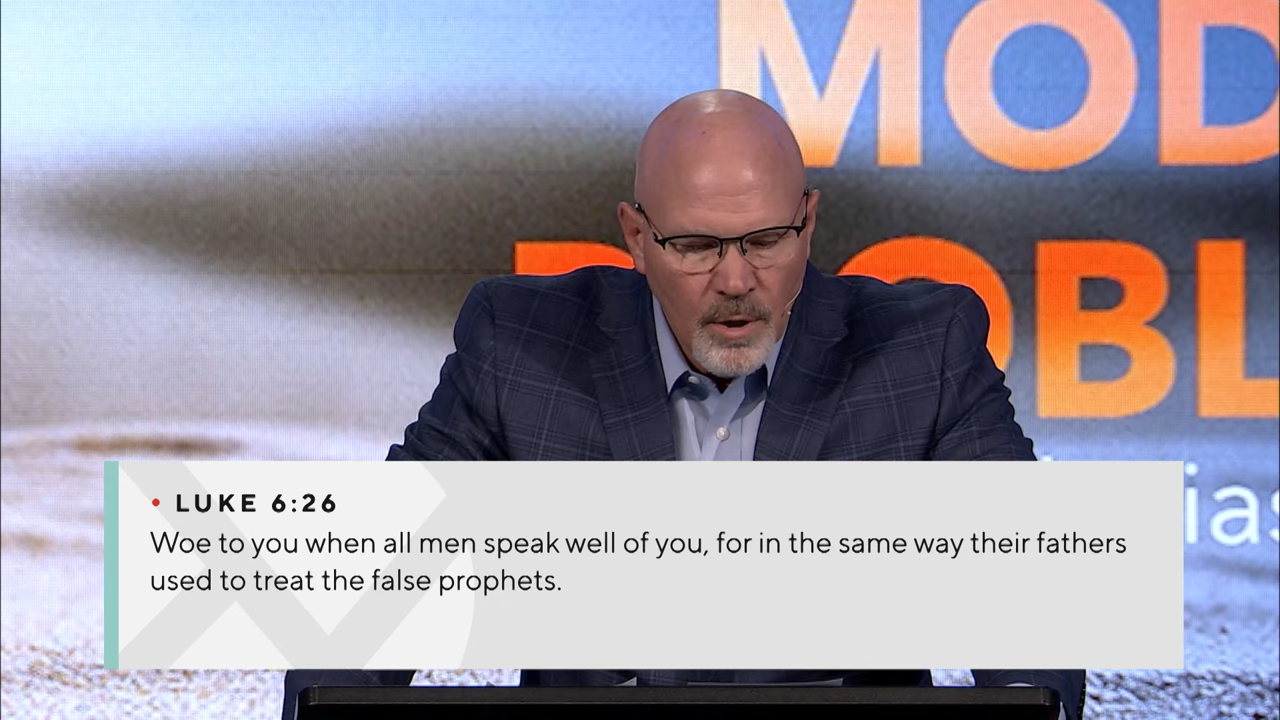 MOD
OBL
ias
• LUKE 6:26
Woe to you when all men speak well of you, for in the same way their fathers
used to treat the false prophets.